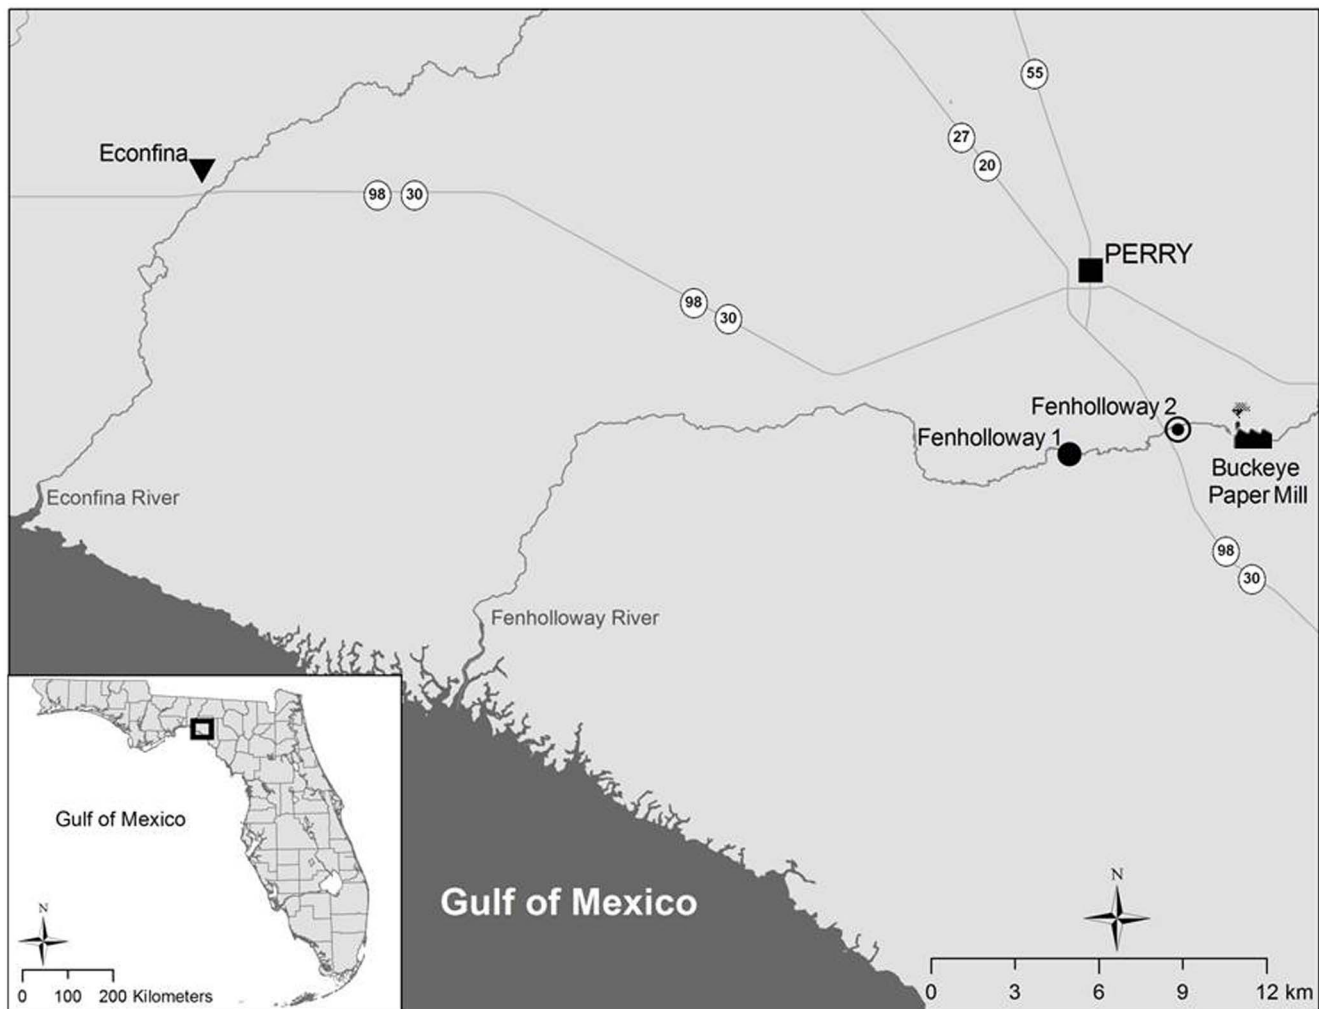 55
27
20
Econfina
98 30
PERRY
98
30
Fenholloway 2
Fenholloway 1
Buckeye
Paper Mill
Econfina River
98
30
Fenholloway River
Gulf of Mexico
N
0 100 200 Kilometers
Gulf of Mexico
N
0 3 6 9 12 km